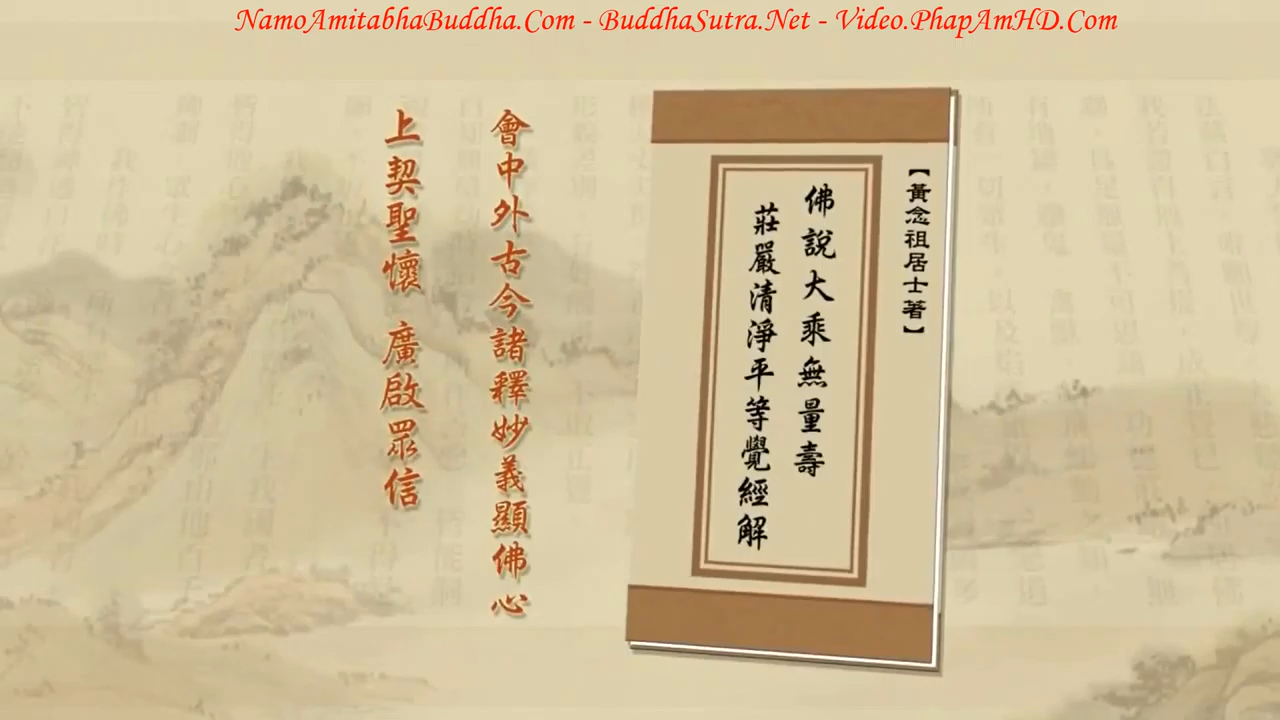 NamoAmitabhaBuddha.Com - BuddhaSutra.Net - Video.PhapAmHD.Com
【黃念祖居士著】
佛說大乘無量壽
莊嚴清淨平等覺經解
會中外古今諸釋妙義顯佛心
上契聖懷 廣啟眾信